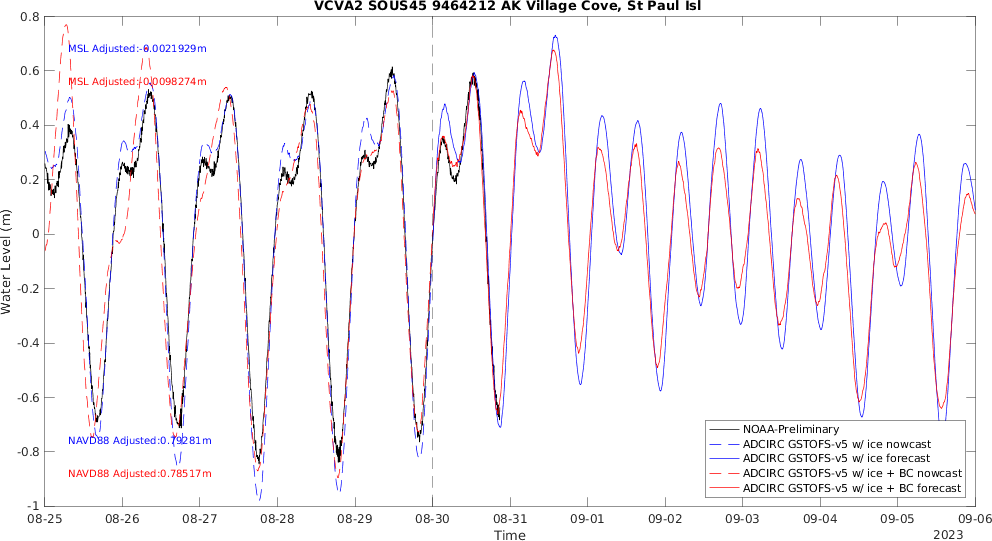 VCVA2 SOUS45 9464212 AK Village Cove, St Paul Isl
0.8
0.6
0.4
0.2
0
-0.2
-0.4
-0.6
-0.8
-1
Water Level (m)
MSL Adjusted:-0.0021929m
MSL Adjusted:-0.0098274m
NAVD88 Adjusted:0.79281m
NAVD88 Adjusted:0.78517m
NOAA-Preliminary
ADCIRC GSTOFS-v5 w/ ice nowcast
ADCIRC GSTOFS-v5 w/ ice forecast
ADCIRC GSTOFS-v5 w/ ice + BC nowcast
ADCIRC GSTOFS-v5 w/ ice + BC forecast
08-25 08-26 08-27 08-28 08-29 08-30 08-31 09-01 09-02 09-03 09-04 09-05 09-06
Time
2023